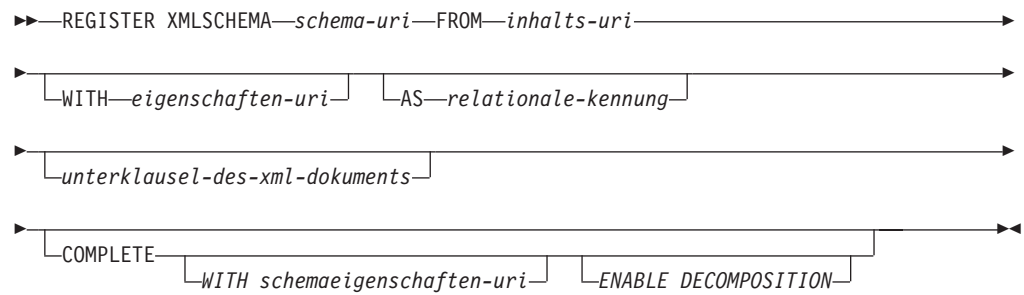 REGISTER XMLSCHEMA schema-uri FROM inhalts-uri
WITH eigenschaften-uri AS relationale-kennung
unterklausel-des-xml-dokuments
COMPLETE
WITH schemaeigenschaften-uri ENABLE DECOMPOSITION